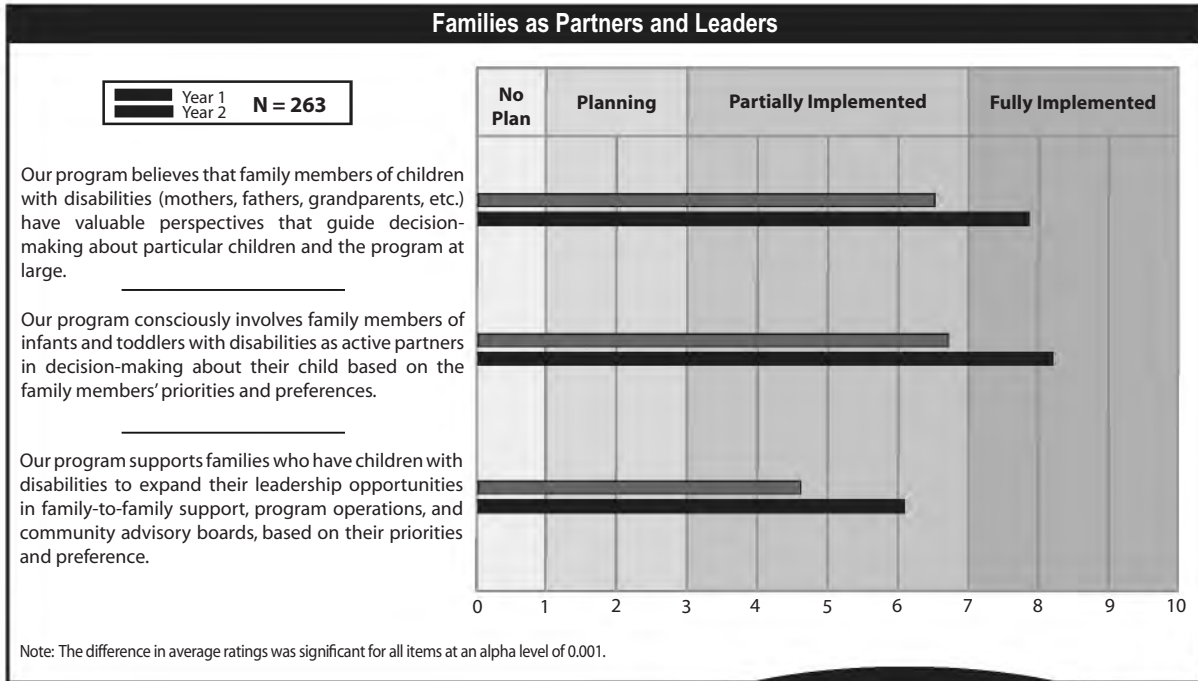 Families as Partners and Leaders
Year 1
Year 2
N = 263
No
Plan
Planning
Partially Implemented
Fully Implemented
Our program believes that family members of children
with disabilities (mothers, fathers, grandparents, etc.)
have valuable perspectives that guide decision-
making about particular children and the program at
large.
Our program consciously involves family members of
infants and toddlers with disabilities as active partners
in decision-making about their child based on the
family members' priorities and preferences.
Our program supports families who have children with
disabilities to expand their leadership opportunities
in family-to-family support, program operations, and
community advisory boards, based on their priorities
and preference.
0 1 2 3 4 5 6 7 8 9 10
Note: The difference in average ratings was significant for all items at an alpha level of 0.001.